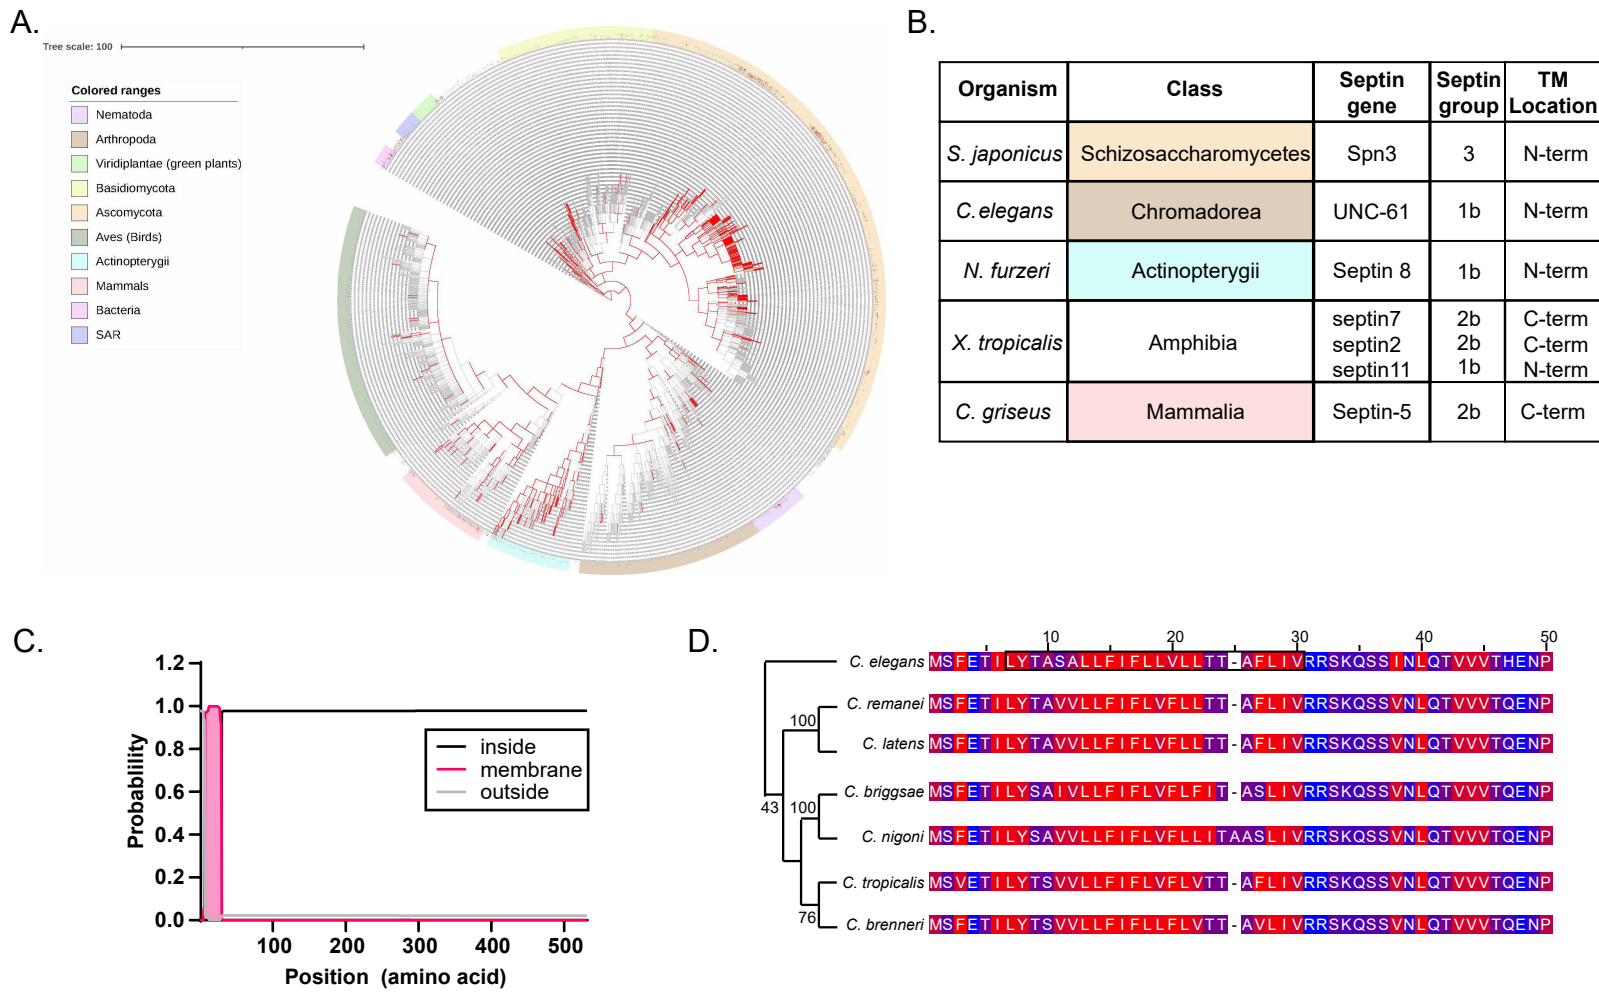 A.
Tree scale: 100
Colored ranges
Nematoda
Arthropoda
Viridiplantae (green plants)
Basidiomycota
Ascomycota
Aves (Birds)
Actinopterygii
Mammals
Bacteria
SAR
B.
Organism Class Septin gene Septin group TM Location
S. japonicus Schizosaccharomycetes Spn3 3 N-term
C.elegans Chromadorea UNC-61 1b N-term
N. furzeri Actinopterygii Septin 8 1b N-term
X. tropicalis Amphibia septin7 2b C-term
septin2 2b C-term
septin11 1b N-term
C. griseus Mammalia Septin-5 2b C-term
C.
Probablility
1.2
1.0
0.8
0.6
0.4
0.2
0.0
100 200 300 400 500
Position (amino acid)
inside
membrane
outside
D.
10 20 30 40 50
C. elegans MSFETILYTASALLFIFLLVLLTT-AFLIVRRSKQSSINLQTVVVTHENP
C. remanei MSFETILYTAVVLLFIFLVFLLTT-AFLIVRRSKQSSVNLQTVVVTQENP
C. latens MSFETILYTAVVLLFIFLVFLLTT-AFLIVRRSKQSSVNLQTVVVTQENP
C. briggsae MSFETILYSAIVLLFIFLVFLFIT-ASLIVRRSKQSSVNLQTVVVTQENP
C. nigoni MSFETILYSAVVLLFIFLVFLLITAASLIVRRSKQSSVNLQTVVVTQENP
C. tropicalis MSVETILYTSVVLLFIFLVFLVTT-AFLIVRRSKQSSVNLQTVVVTQENP
C. brenneri MSFETILYTSVVLLFIFLLFLVTT-AVLIVRRSKQSSVNLQTVVVTQENP
100
43
100
76